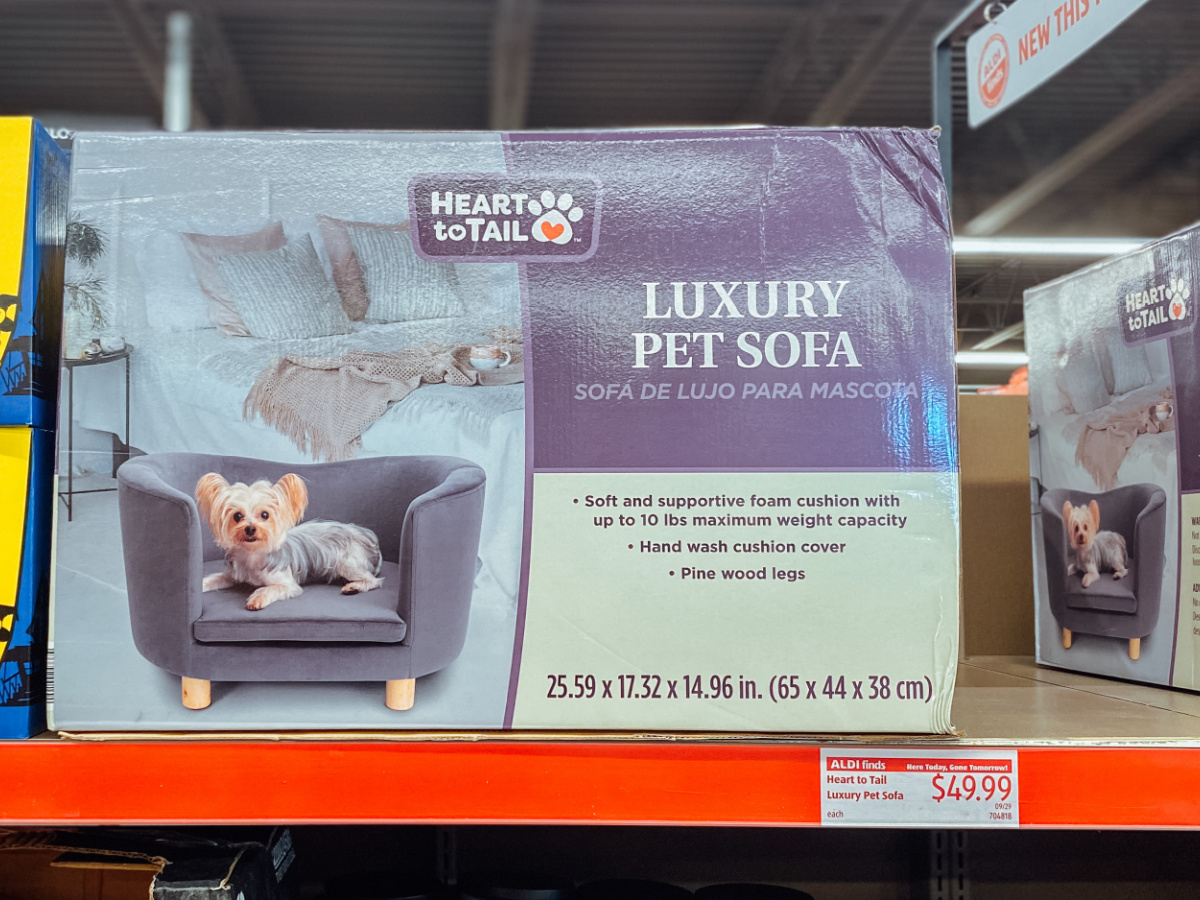 NEW THIS
ALDI
finds
HEART
to TAIL
™
LUXURY
PET SOFA
SOFÁ DE LUJO PARA MASCOTA
• Soft and supportive foam cushion with
up to 10 lbs maximum weight capacity
• Hand wash cushion cover
• Pine wood legs
25.59 x 17.32 x 14.96 in. (65 x 44 x 38 cm)
HEART
to TAIL
ALDI finds Here Today, Gone Tomorrow!
Heart to Tail
Luxury Pet Sofa
$49.99
09/29
each
704818